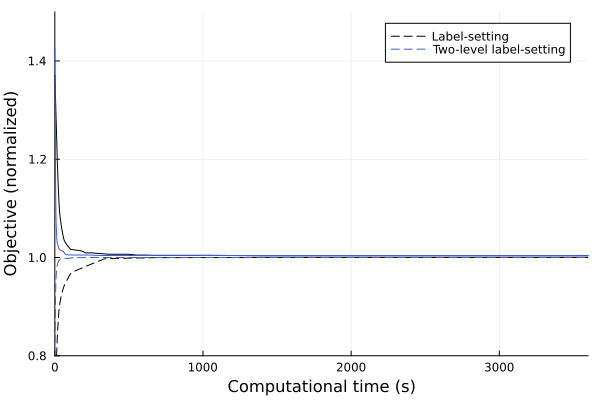 Label-setting
Two-level label-setting
1.4
1.2
1.0
0.8
Objective (normalized)
0
1000
2000
3000
Computational time (s)